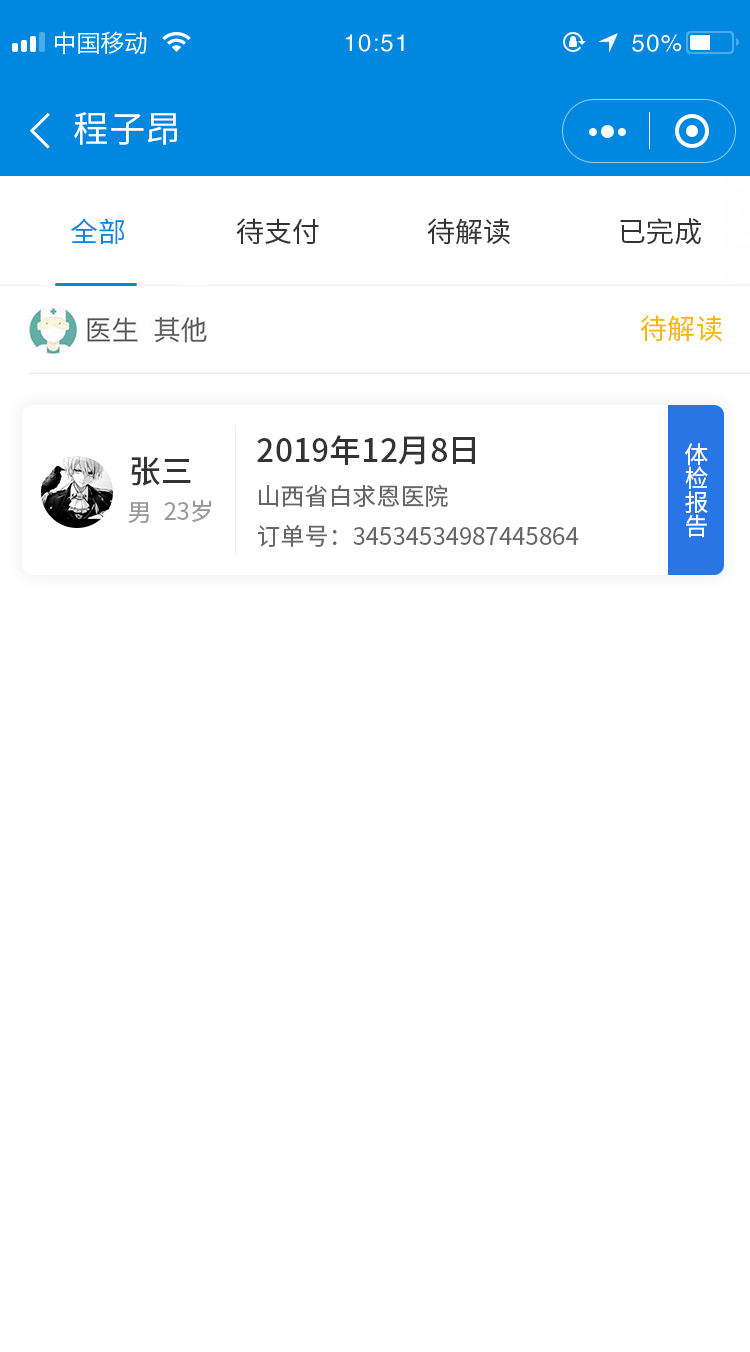 中国移动 10:51 50%
程子昂
全部 待支付 待解读 已完成
医生 其他 待解读
张三
男 23岁
2019年12月8日
山西省白求恩医院
订单号：34534534987445864
体检报告